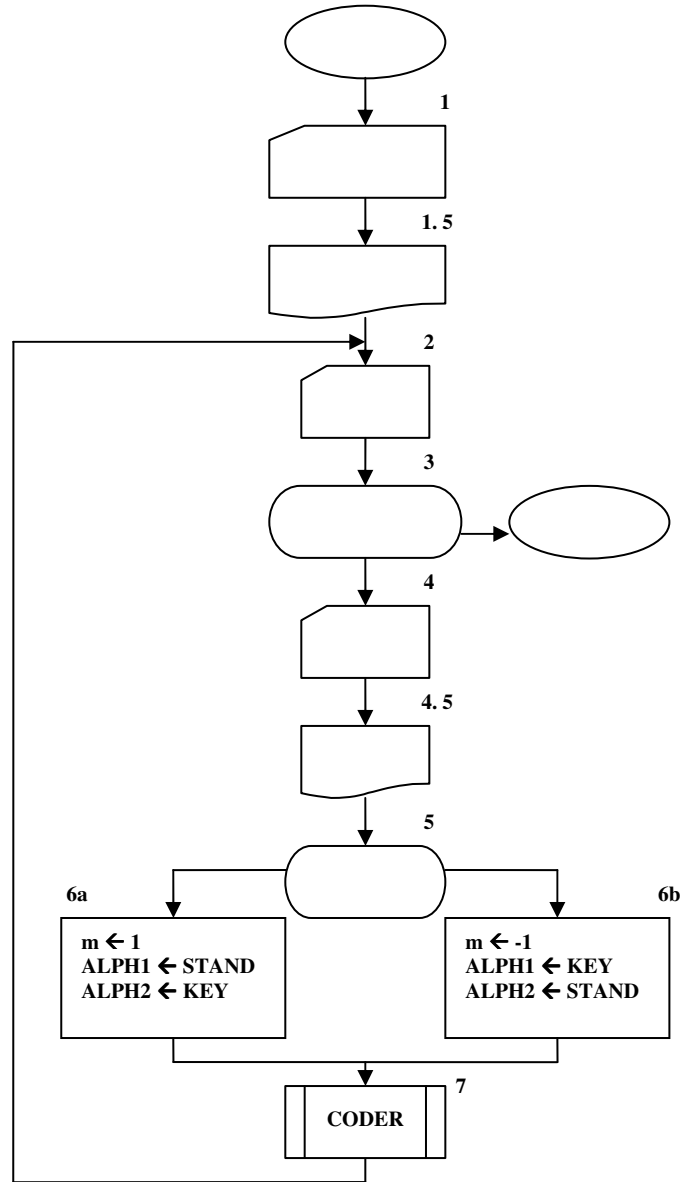 1
1. 5
2
3
4
4. 5
5
6a
6b
m ← 1
ALPH1 ← STAND
ALPH2 ← KEY
m ← -1
ALPH1 ← KEY
ALPH2 ← STAND
7
CODER